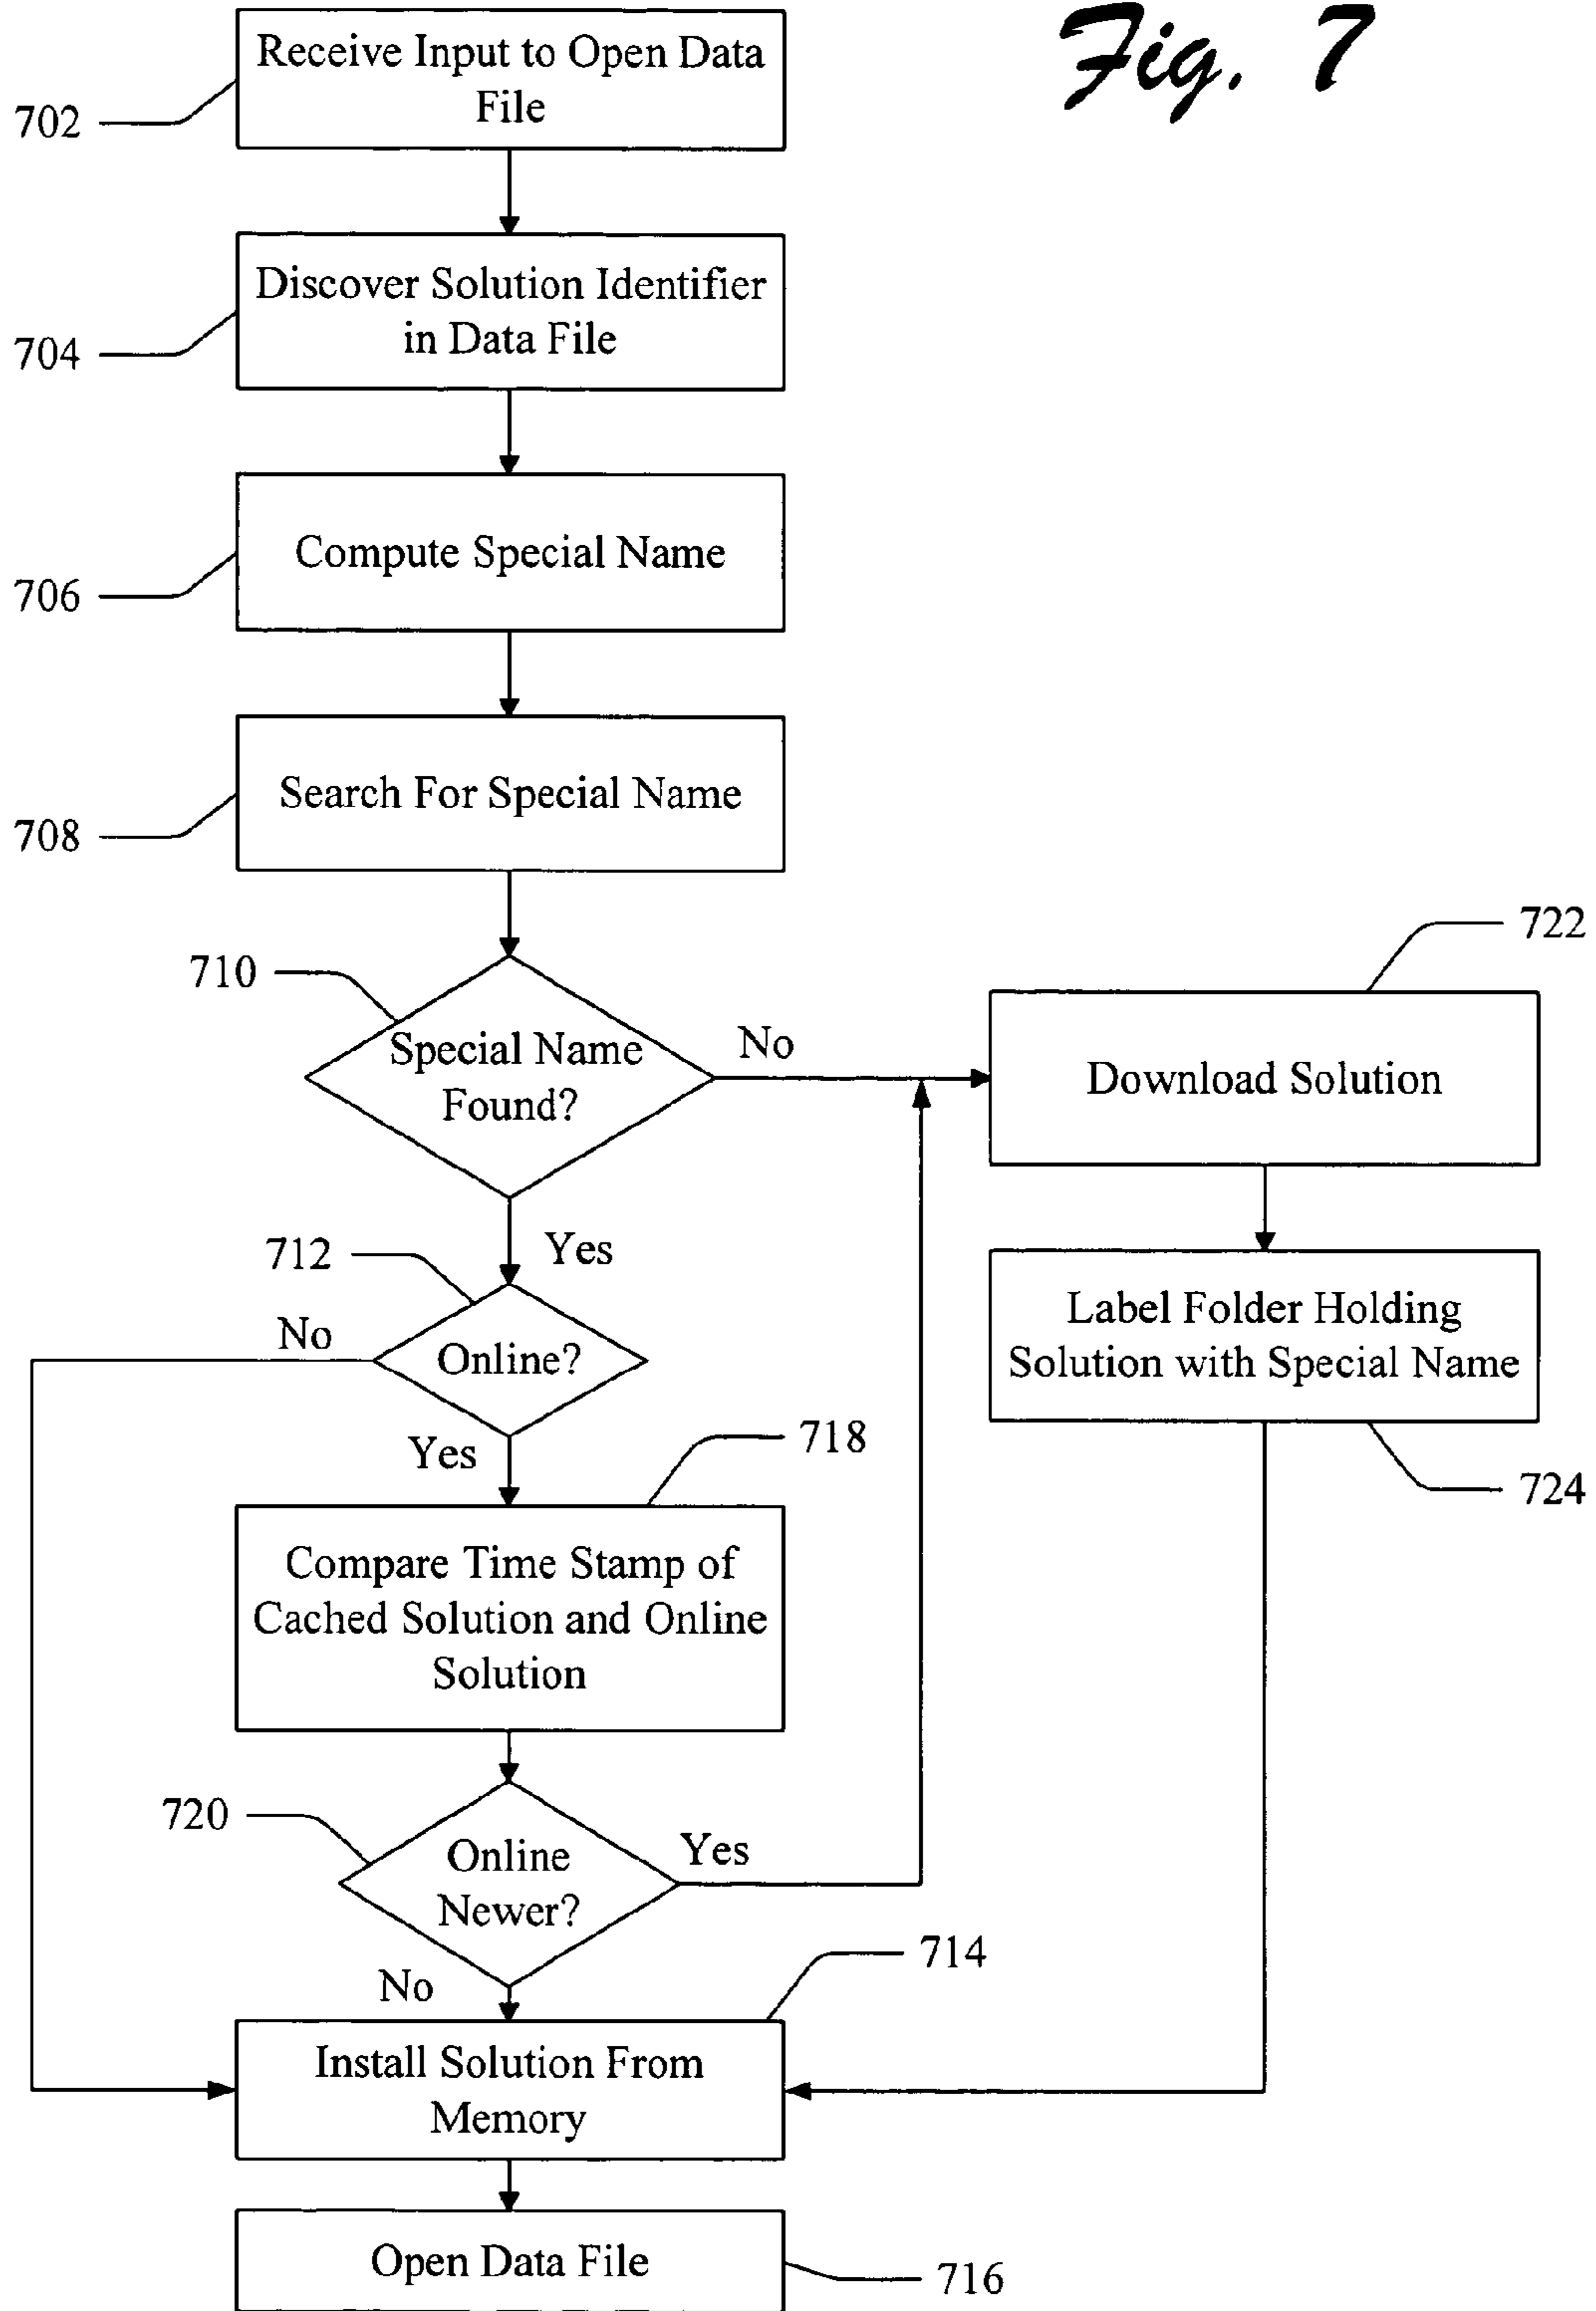 Fig. 7
Receive Input to Open Data
File
702
Discover Solution Identifier
in Data File
704
Compute Special Name
706
Search For Special Name
708
710
Special Name
Found?
No
722
Download Solution
Yes
712
Online?
No
Label Folder Holding
Solution with Special Name
724
Yes
718
Compare Time Stamp of
Cached Solution and Online
Solution
720
Online
Newer?
Yes
No
714
Install Solution From
Memory
Open Data File
716